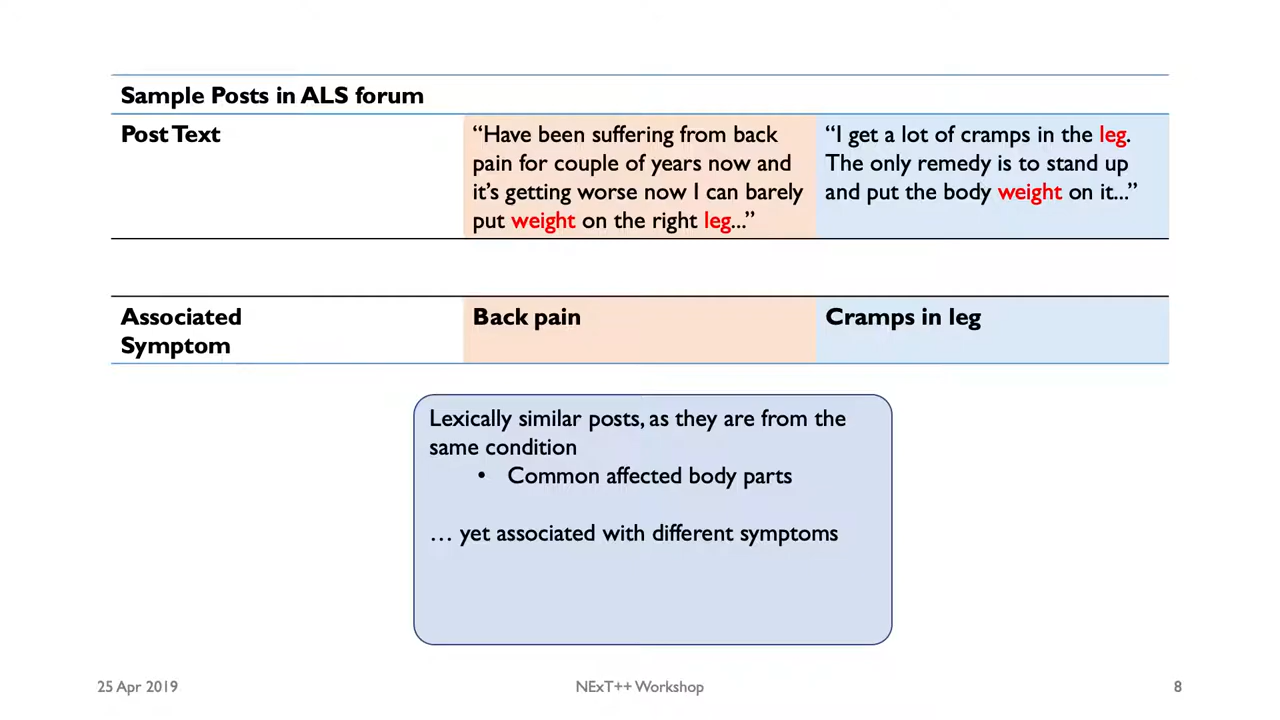 Sample Posts in ALS forum
Post Text
“Have been suffering from back
pain for couple of years now and
it’s getting worse now I can barely
put weight on the right leg...”
“I get a lot of cramps in the leg.
The only remedy is to stand up
and put the body weight on it...”
Associated
Symptom
Back pain
Cramps in leg
Lexically similar posts, as they are from the
same condition
• Common affected body parts
… yet associated with different symptoms
25 Apr 2019
NExT++ Workshop
8